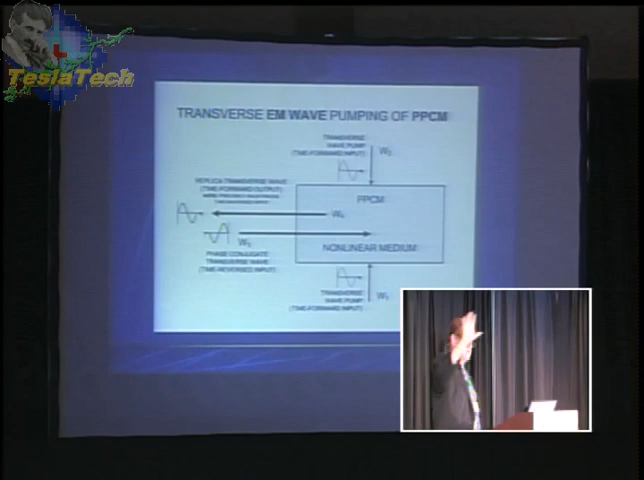 TeslaTech
TRANSVERSE EM WAVE PUMPING OF PPCM
TRANSVERSE
WAVE PUMP
(TIME-FORWARD INPUT)
W₂
REPLICA TRANSVERSE WAVE
(TIME-FORWARD OUTPUT)
PPCM
W₄
W₃
NONLINEAR MEDIUM
PHASE CONJUGATE
TRANSVERSE WAVE
(TIME-REVERSED INPUT)
TRANSVERSE
WAVE PUMP
(TIME-FORWARD INPUT)